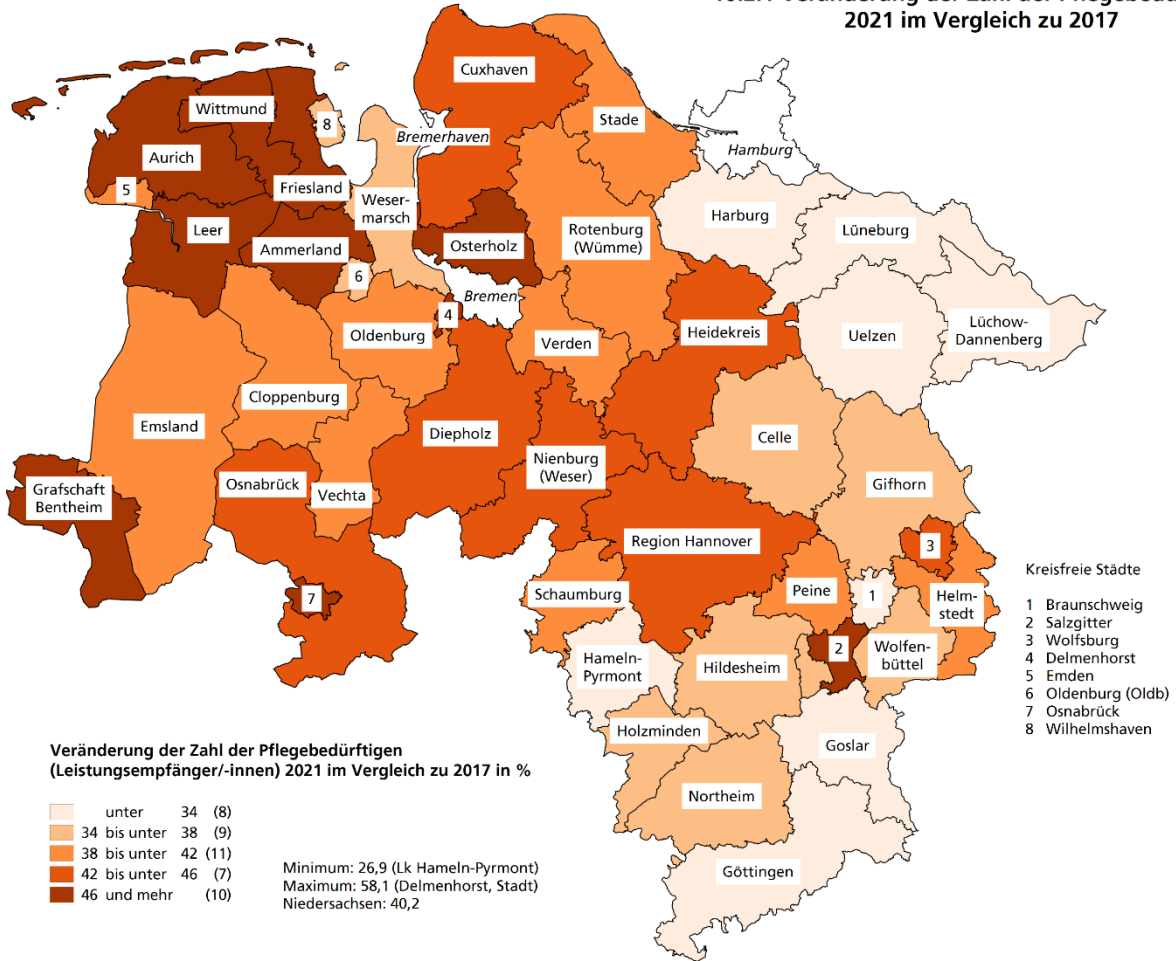 2021 im Vergleich zu 2017
Cuxhaven
Wittmund
8
Bremerhaven
Stade
Aurich
Hamburg
5
Friesland
Weser-
marsch
Harburg
Leer
Ammerland
Osterholz
Rotenburg
(Wümme)
Lüneburg
6
Bremen
4
Oldenburg
Verden
Heidekreis
Uelzen
Lüchow-
Dannenberg
Cloppenburg
Emsland
Diepholz
Celle
Nienburg
(Weser)
Grafschaft
Bentheim
Osnabrück
Vechta
Gifhorn
Region Hannover
3
7
Schaumburg
Peine
1
Helm-
stedt
Hameln-
Pyrmont
Hildesheim
2
Wolfen-
büttel
Holzminden
Goslar
Northeim
Göttingen
Kreisfreie Städte
1 Braunschweig
2 Salzgitter
3 Wolfsburg
4 Delmenhorst
5 Emden
6 Oldenburg (Oldb)
7 Osnabrück
8 Wilhelmshaven
Veränderung der Zahl der Pflegebedürftigen
(Leistungsempfänger/-innen) 2021 im Vergleich zu 2017 in %
unter 34 (8)
34 bis unter 38 (9)
38 bis unter 42 (11)
42 bis unter 46 (7)
46 und mehr (10)
Minimum: 26,9 (Lk Hameln-Pyrmont)
Maximum: 58,1 (Delmenhorst, Stadt)
Niedersachsen: 40,2